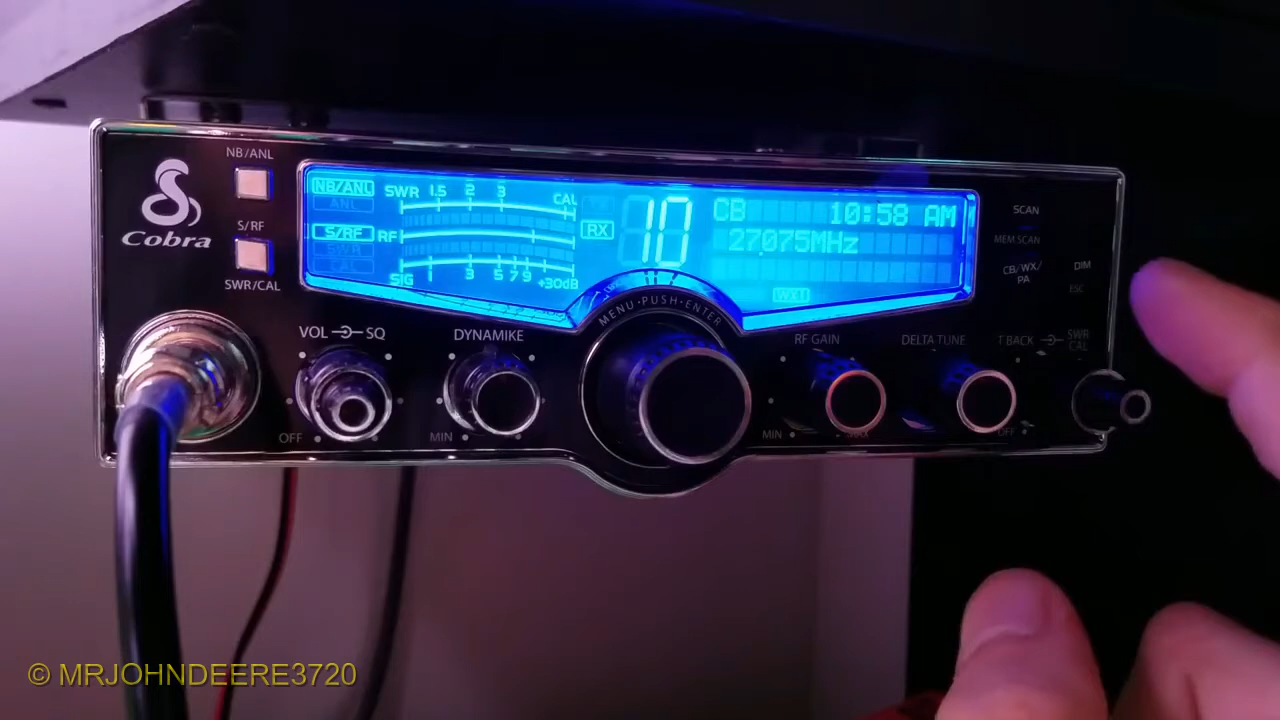 NB/ANL
Cobra
S/RF
SWR/CAL
NB/ANL
ANL
S/RF
SWR
CAL
SWR 1.5 2 3
CAL
RF
SIG 3 5 7 9 +30dB
RX
10
CB 10:58 AM
27075MHz
WX1
SCAN
MEM.SCAN
CB/WX/
PA
DIM
ESC
MENU•PUSH•ENTER
VOL SQ
OFF
DYNAMIKE
MIN
RF GAIN
MIN MAX
DELTA TUNE
OFF
T BACK
SWR
CAL
© MRJOHNDEERE3720